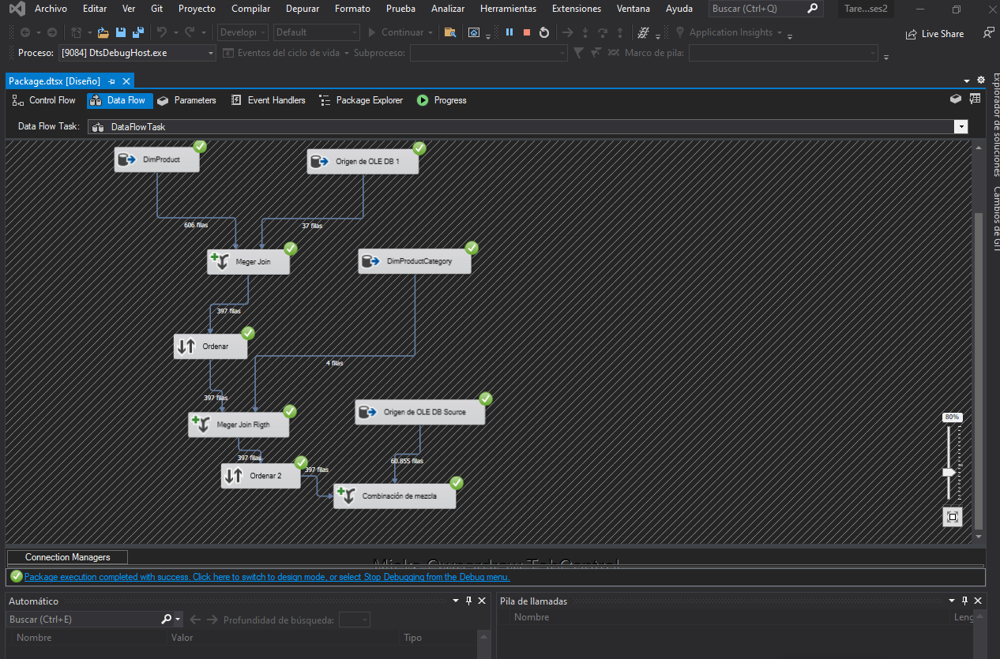 Archivo Editar Ver Git Proyecto Compilar Depurar Formato Prueba Analizar Herramientas Extensiones Ventana Ayuda Buscar (Ctrl+Q) Tare...ses2
Develop Default Continuar Application Insights Live Share
Proceso: [9084] DtsDebugHost.exe Eventos del ciclo de vida Subproceso: Marco de pila:
Package.dtsx [Diseño]
Control Flow Data Flow Parameters Event Handlers Package Explorer Progress
Data Flow Task: DataFlowTask
DimProduct Origen de OLE DB 1
606 filas 37 filas
Meger Join DimProductCategory
397 filas
Ordenar
4 filas
397 filas
Origen de OLE DB Source
80%
Meger Join Rigth
397 filas 60.855 filas
Ordenar 2 397 filas
Combinación de mezcla
Explorador de soluciones
Cambios de GIT
Connection Managers
Package execution completed with success. Click here to switch to design mode, or select Stop Debugging from the Debug menu.
Automático Pila de llamadas
Buscar (Ctrl+E) Profundidad de búsqueda: Nombre Leng
Nombre Valor Tipo